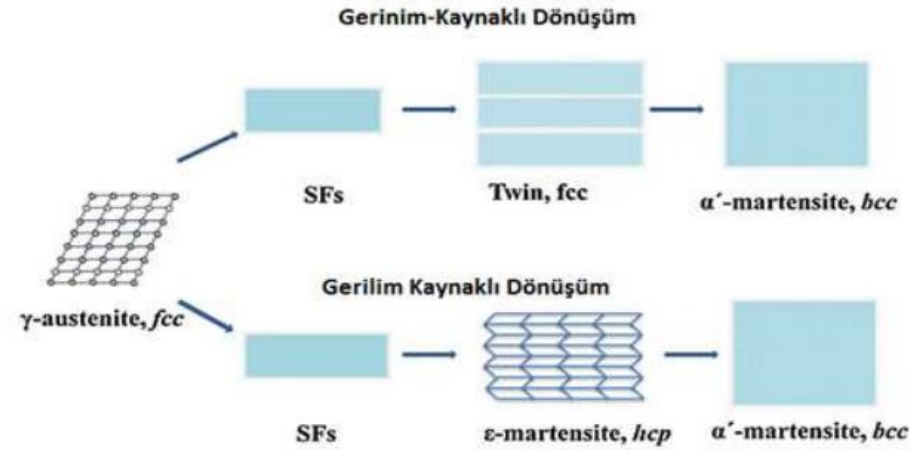 Gerinim-Kaynaklı Dönüşüm
SFs
Twin, fcc
α´-martensite, bcc
γ-austenite, fcc
Gerilim Kaynaklı Dönüşüm
SFs
ε-martensite, hcp
α´-martensite, bcc